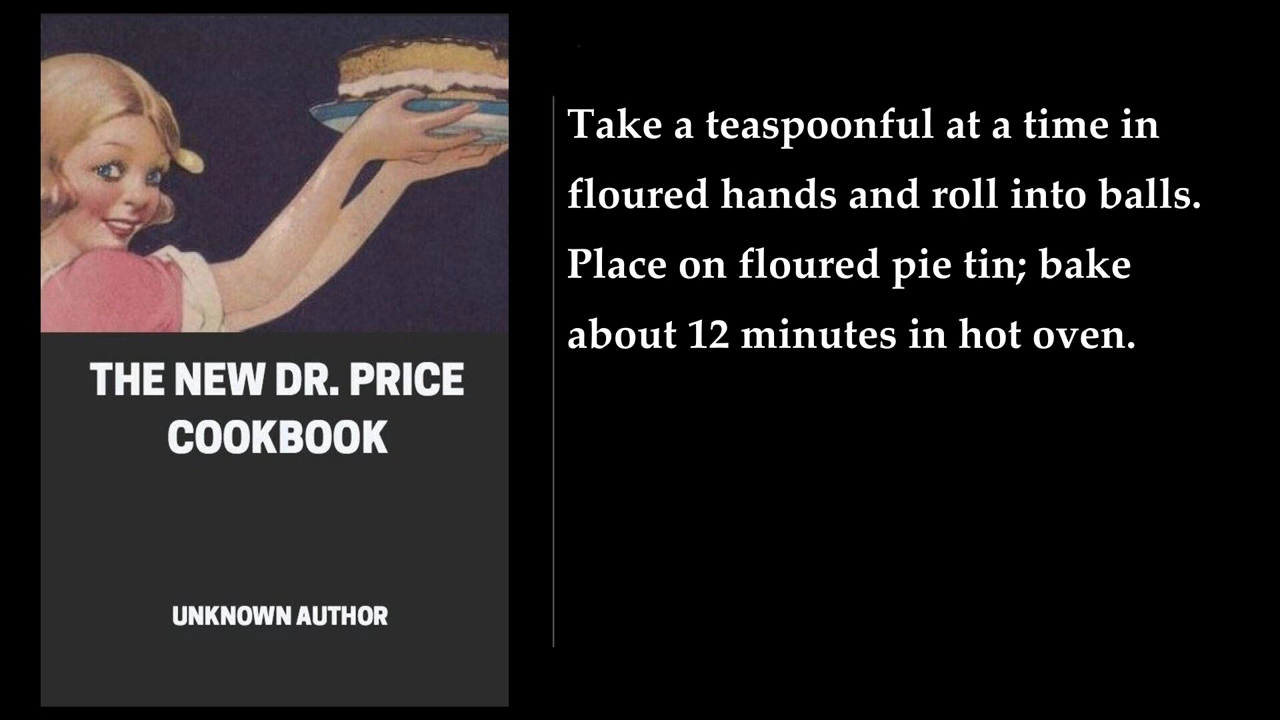 THE NEW DR. PRICE
COOKBOOK
UNKNOWN AUTHOR
Take a teaspoonful at a time in
floured hands and roll into balls.
Place on floured pie tin; bake
about 12 minutes in hot oven.